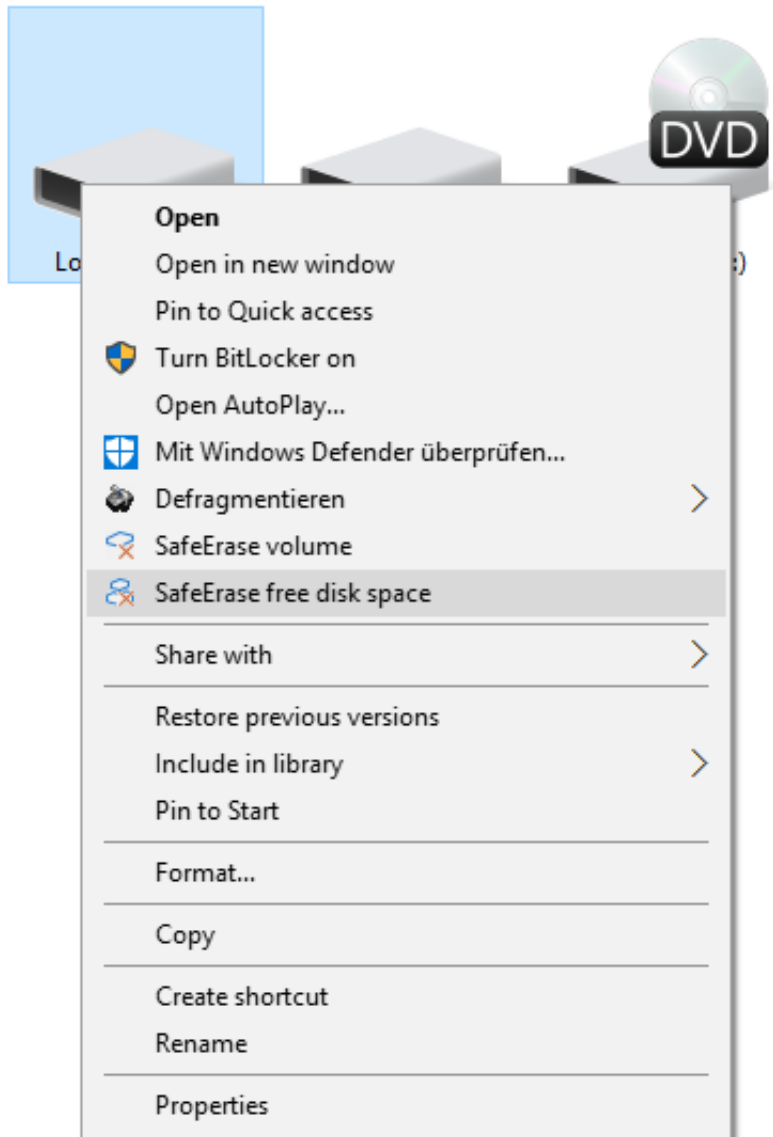 DVD
Open
Lo
Open in new window
:)
Pin to Quick access
Turn BitLocker on
Open AutoPlay...
Mit Windows Defender überprüfen...
Defragmentieren
SafeErase volume
SafeErase free disk space
Share with
Restore previous versions
Include in library
Pin to Start
Format...
Copy
Create shortcut
Rename
Properties